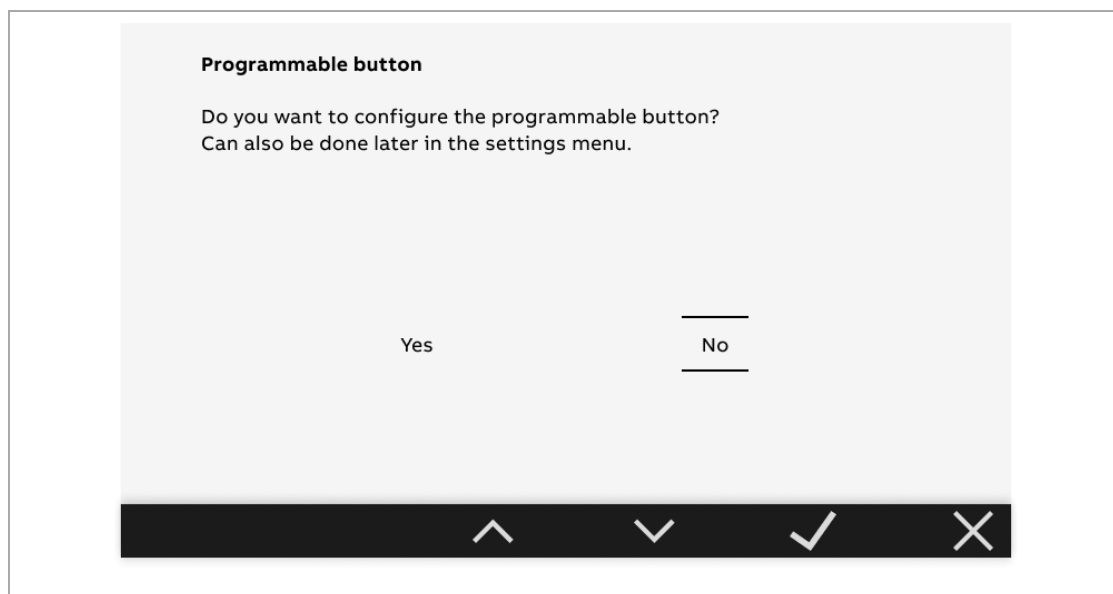 Programmable button
Do you want to configure the programmable button?
Can also be done later in the settings menu.
Yes No